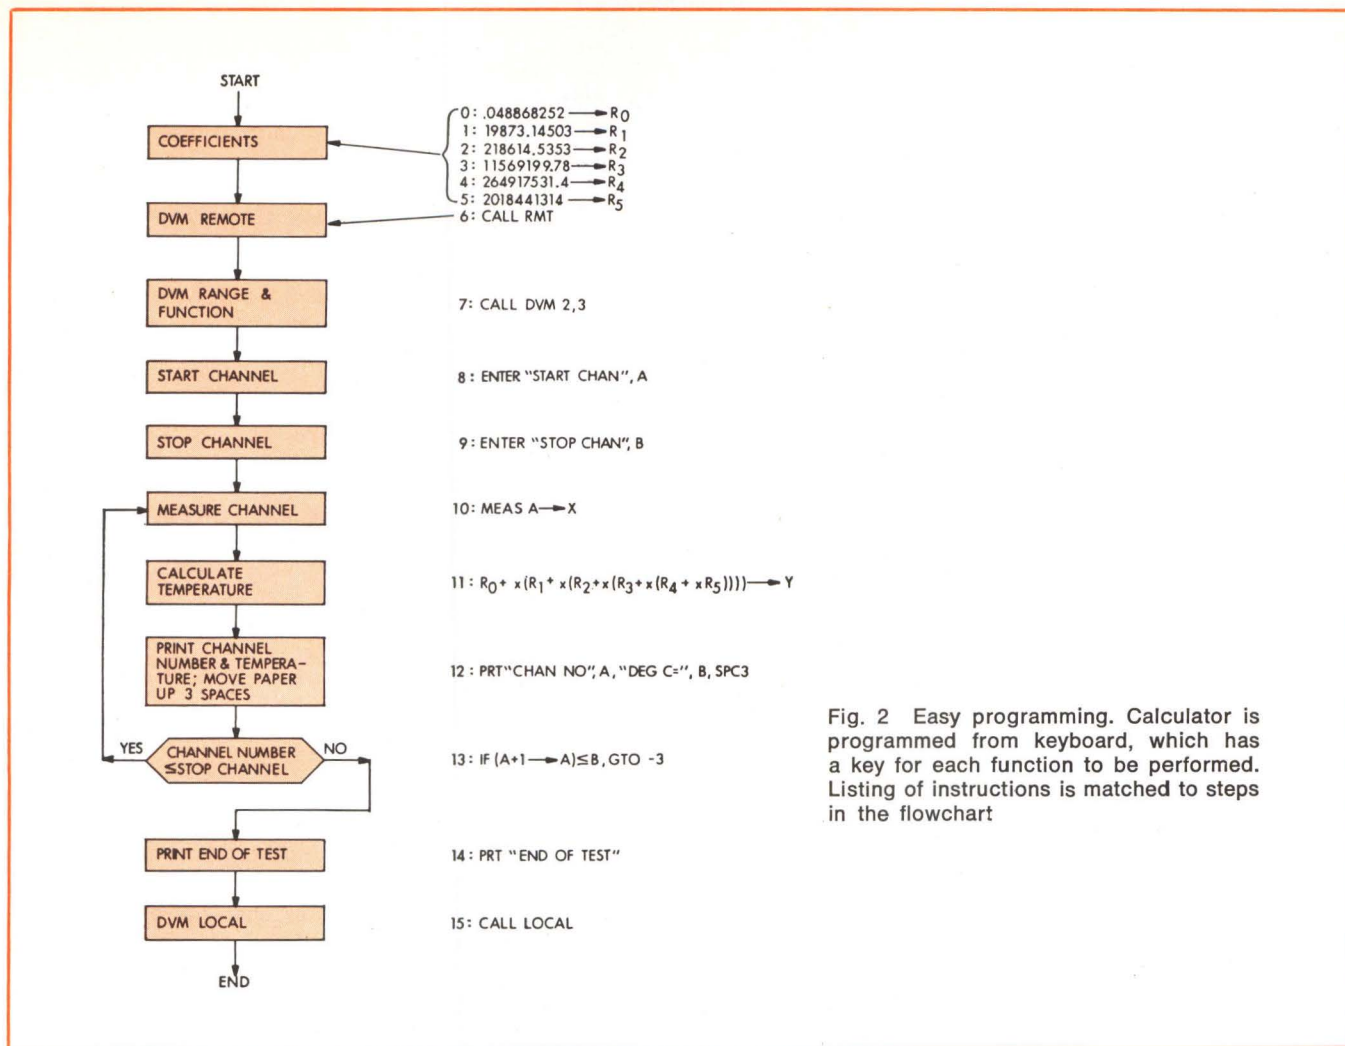 START
COEFFICIENTS
0: .048868252 → R0
1: 19873.14503 → R1
2: 218614.5353 → R2
3: 11569199.78 → R3
4: 264917531.4 → R4
5: 2018441314 → R5
DVM REMOTE
6: CALL RMT
DVM RANGE &
FUNCTION
7: CALL DVM 2,3
START CHANNEL
8: ENTER "START CHAN", A
STOP CHANNEL
9: ENTER "STOP CHAN", B
MEASURE CHANNEL
10: MEAS A → X
CALCULATE
TEMPERATURE
11: R0+ x(R1+ x(R2+x(R3+x(R4+ xR5)))) → Y
PRINT CHANNEL
NUMBER & TEMPERA-
TURE; MOVE PAPER
UP 3 SPACES
12: PRT"CHAN NO", A, "DEG C=", B, SPC3
YES
CHANNEL NUMBER
≤STOP CHANNEL
NO
13: IF (A+1 → A)≤B, GTO -3
PRINT END OF TEST
14: PRT "END OF TEST"
DVM LOCAL
15: CALL LOCAL
END
Fig. 2 Easy programming. Calculator is
programmed from keyboard, which has
a key for each function to be performed.
Listing of instructions is matched to steps
in the flowchart